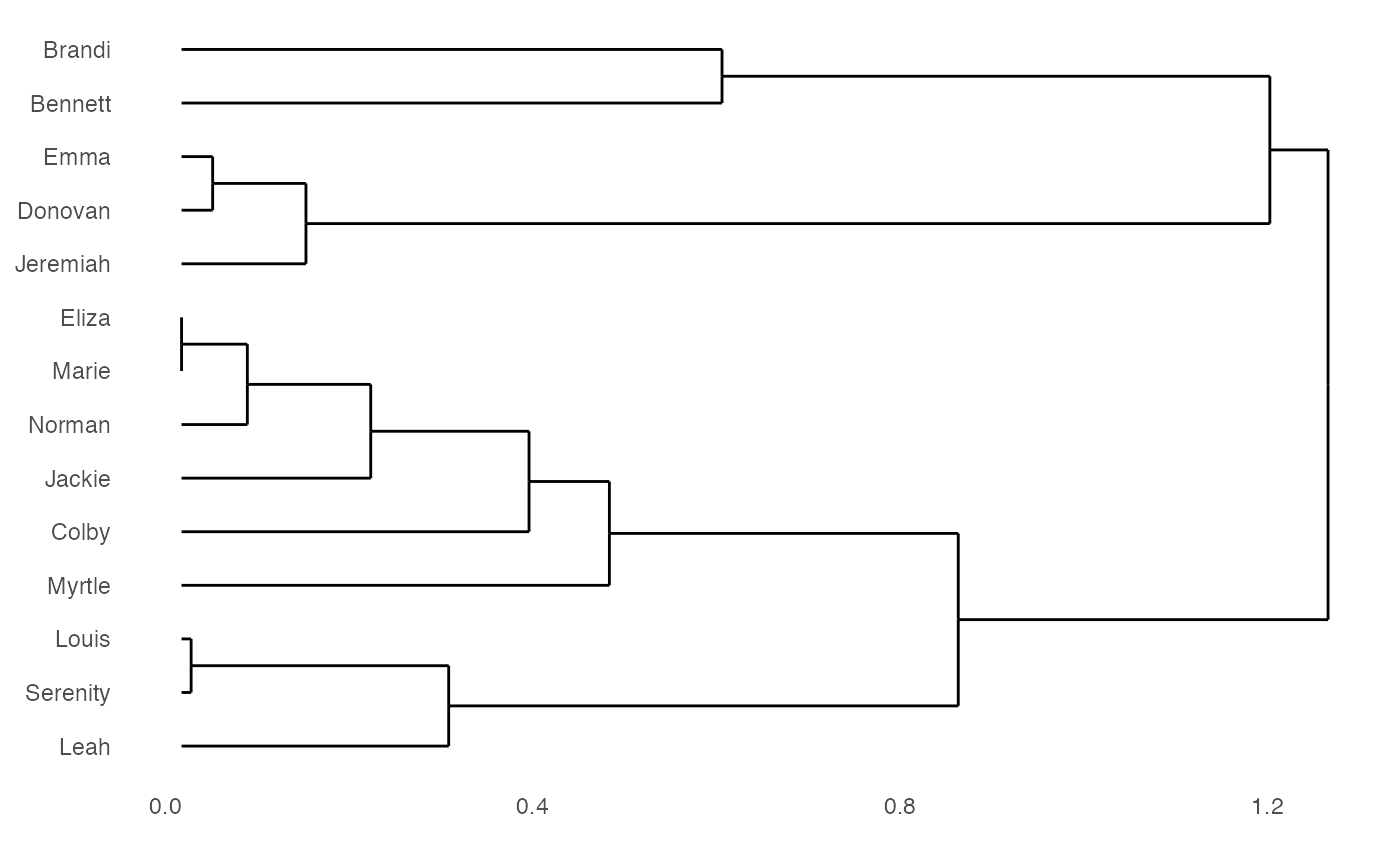 Brandi
Bennett
Emma
Donovan
Jeremiah
Eliza
Marie
Norman
Jackie
Colby
Myrtle
Louis
Serenity
Leah
0.0 0.4 0.8 1.2